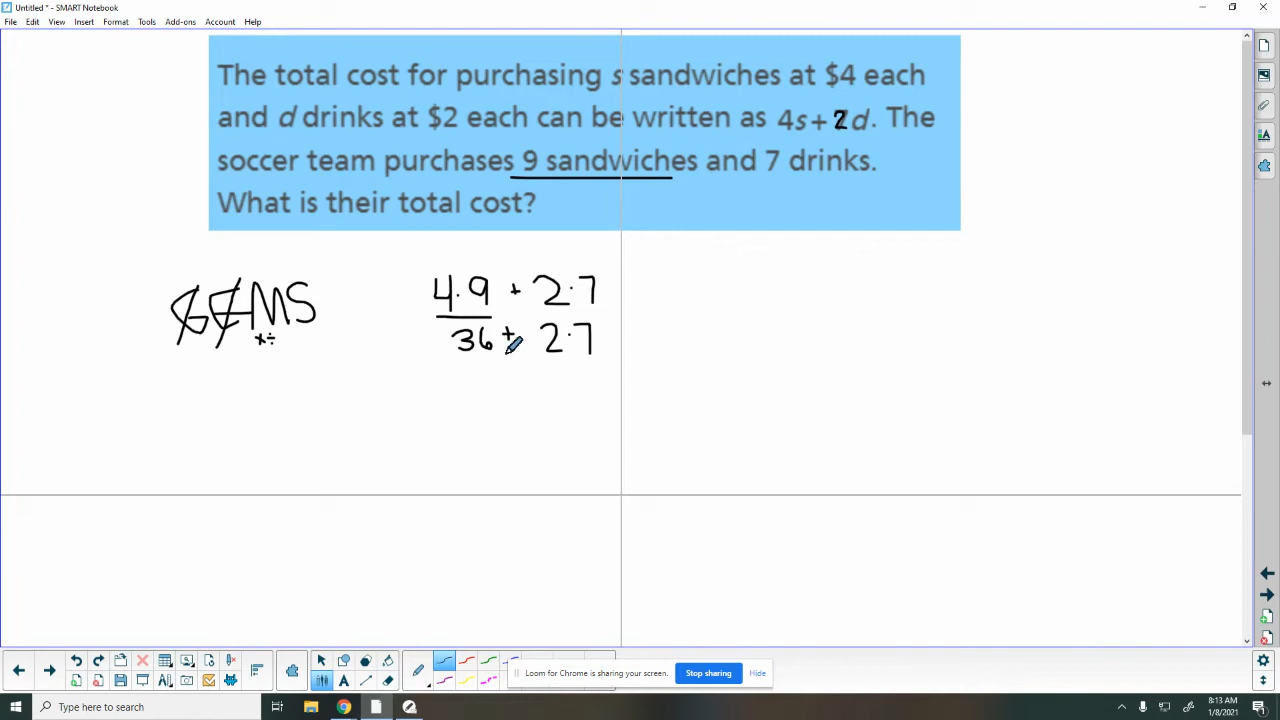 Untitled * - SMART Notebook
File Edit View Insert Format Tools Add-ons Account Help
The total cost for purchasing s sandwiches at $4 each
and d drinks at $2 each can be written as 4s+ 2d. The
soccer team purchases 9 sandwiches and 7 drinks.
What is their total cost?
GEMS
×÷
4·9 + 2·7
36 + 2·7
Loom for Chrome is sharing your screen. Stop sharing Hide
Type here to search
8:13 AM
1/8/2021